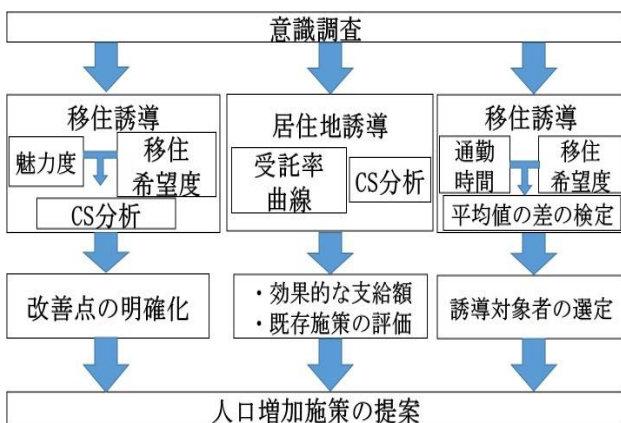 意識調査
移住誘導
魅力度
移住
希望度
CS分析
居住地誘導
受託率
曲線
CS分析
移住誘導
通勤
時間
移住
希望度
平均値の差の検定
改善点の明確化
・効果的な支給額
・既存施策の評価
誘導対象者の選定
人口増加施策の提案